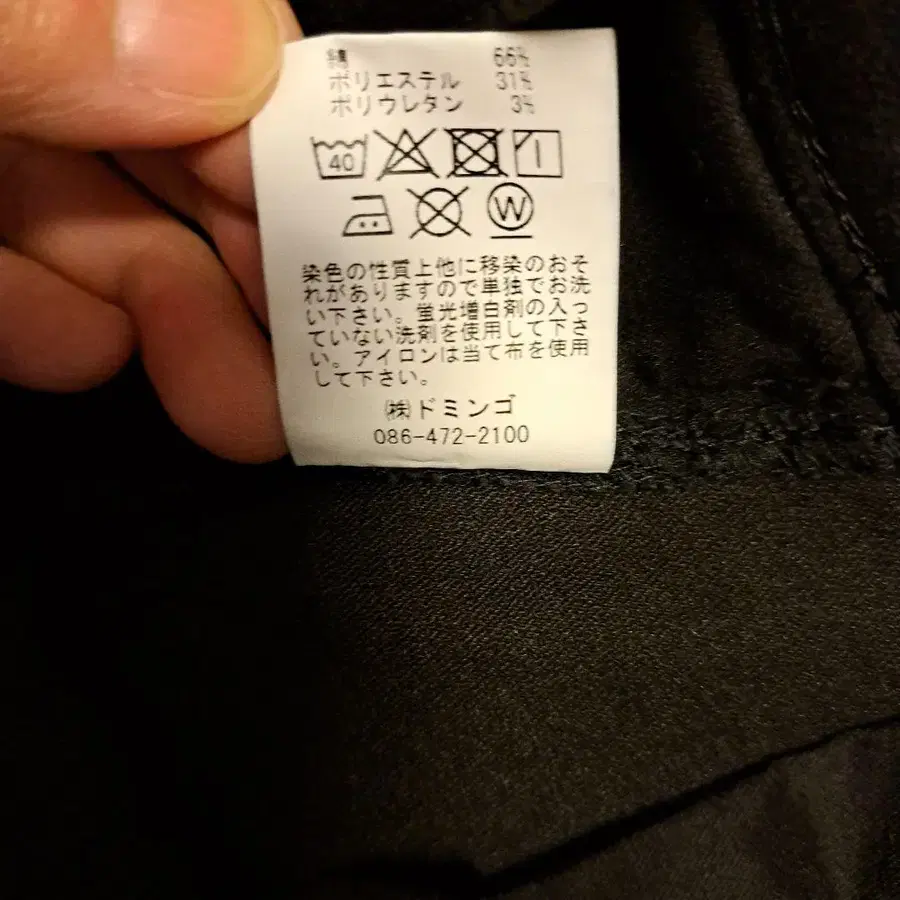 綿 66%
ポリエステル 31%
ポリウレタン 3%
40
W
染色の性質上他に移染のおそ
れがありますので単独でお洗
い下さい。蛍光増白剤の入っ
ていない洗剤を使用して下さ
い。アイロンは当て布を使用
して下さい。
㈱ドミンゴ
086-472-2100